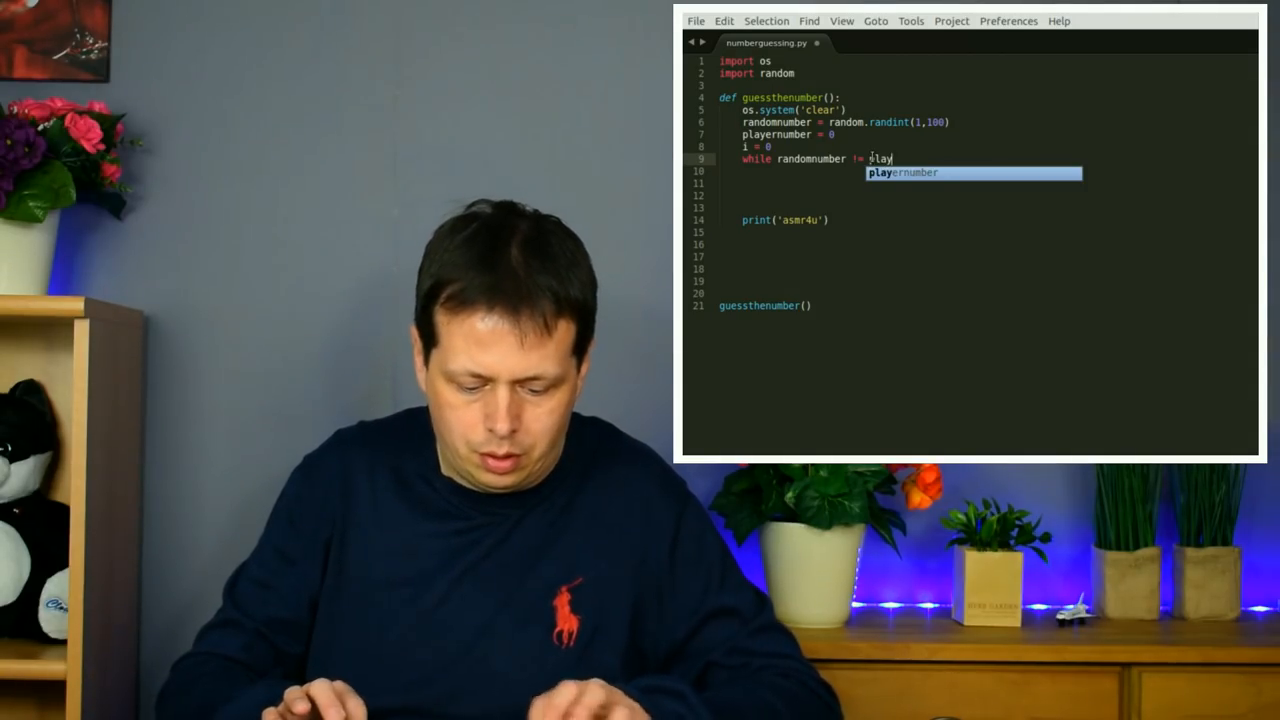 File Edit Selection Find View Goto Tools Project Preferences Help
numberguessing.py
1 import os
2 import random
3
4 def guessthenumber():
5 os.system('clear')
6 randomnumber = random.randint(1,100)
7 playernumber = 0
8 i = 0
9 while randomnumber != play
10 playernumber
11
12
13
14 print('asmr4u')
15
16
17
18
19
20
21 guessthenumber()
HERB GARDEN